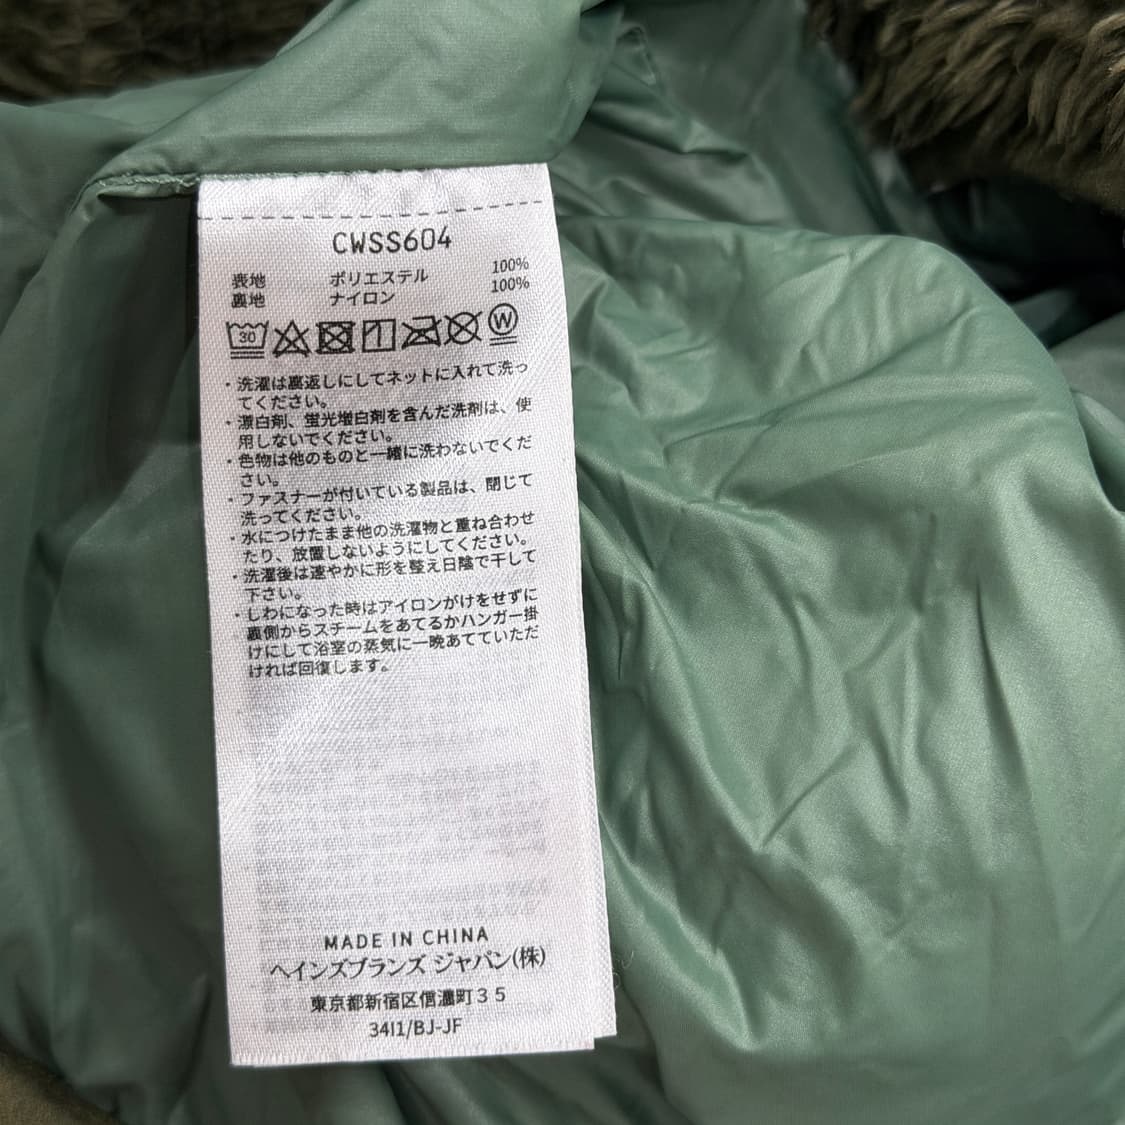 CWSS604
表地 ポリエステル 100%
裏地 ナイロン 100%
30 W
・洗濯は裏返しにしてネットに入れて洗っ
てください。
・漂白剤、蛍光増白剤を含んだ洗剤は、使
用しないでください。
・色物は他のものと一緒に洗わないでくだ
さい。
・ファスナーが付いている製品は、閉じて
洗ってください。
・水につけたまま他の洗濯物と重ね合わせ
たり、放置しないようにしてください。
・洗濯後は速やかに形を整え日陰で干して
下さい。
・しわになった時はアイロンがけをせずに
裏側からスチームをあてるかハンガー掛
けにして浴室の蒸気に一晩あてていただ
ければ回復します。
MADE IN CHINA
ヘインズブランズ ジャパン(株)
東京都新宿区信濃町35
34I1/BJ-JF